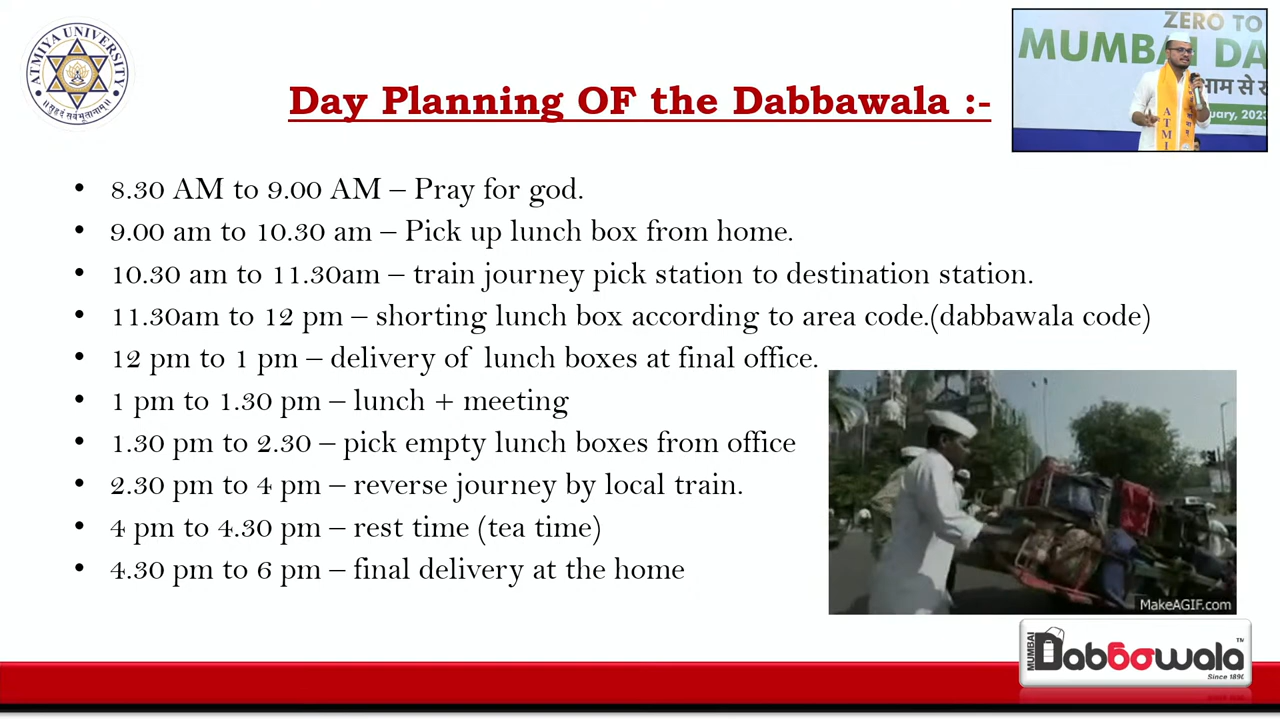 ATMIYA UNIVERSITY
॥सुहृदं सर्वभूतानाम्॥
ZERO TO
MUMBAI DA
ATMI
Day Planning OF the Dabbawala :-
• 8.30 AM to 9.00 AM – Pray for god.
• 9.00 am to 10.30 am – Pick up lunch box from home.
• 10.30 am to 11.30am – train journey pick station to destination station.
• 11.30am to 12 pm – shorting lunch box according to area code.(dabbawala code)
• 12 pm to 1 pm – delivery of lunch boxes at final office.
• 1 pm to 1.30 pm – lunch + meeting
• 1.30 pm to 2.30 – pick empty lunch boxes from office
• 2.30 pm to 4 pm – reverse journey by local train.
• 4 pm to 4.30 pm – rest time (tea time)
• 4.30 pm to 6 pm – final delivery at the home
MakeAGIF.com
MUMBAI Dabbawala TM
Since 1890